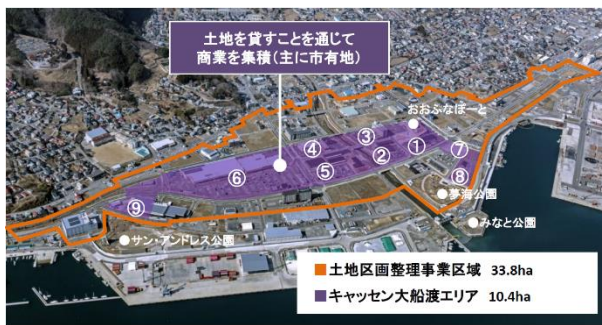 土地を貸すことを通じて
商業を集積(主に市有地)
おおふなぽーと
③
①
④
②
⑦
⑤
⑧
⑥
夢海公園
⑨
みなと公園
サン・アンドレス公園
土地区画整理事業区域 33.8ha
キャッセン大船渡エリア 10.4ha